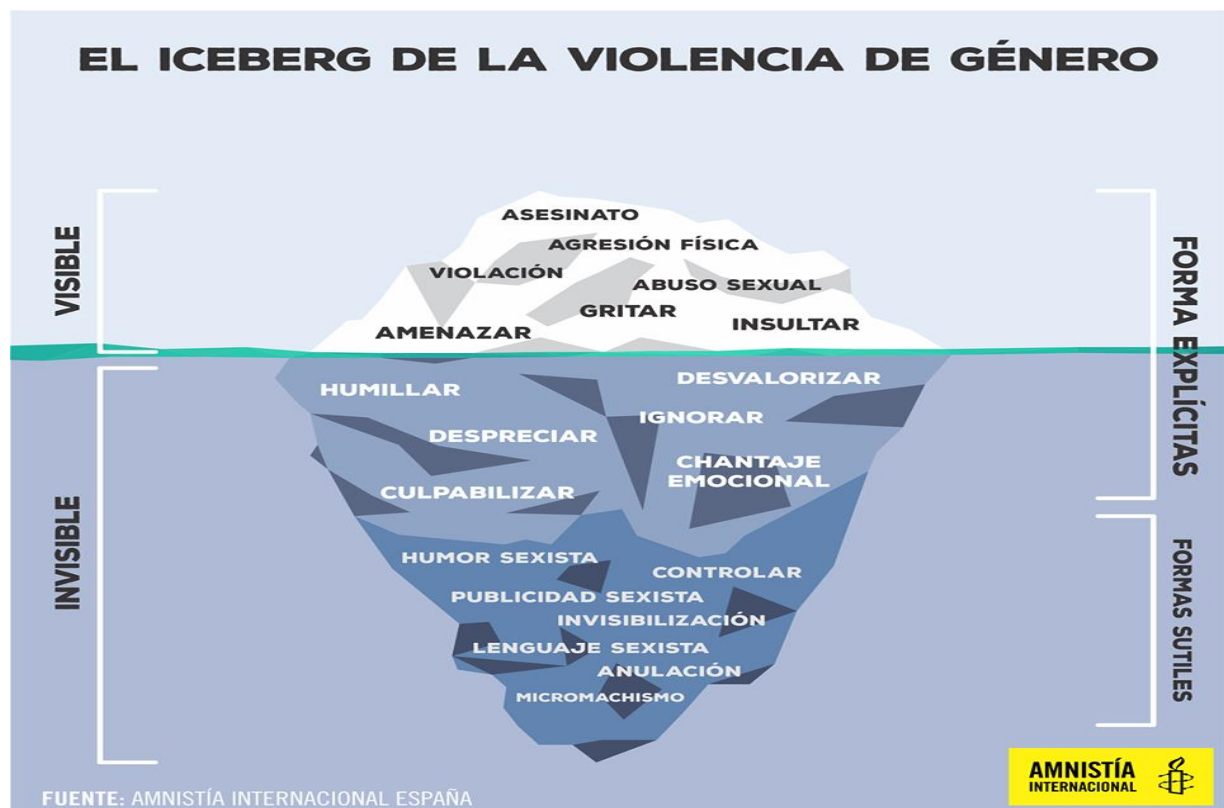 EL ICEBERG DE LA VIOLENCIA DE GÉNERO
VISIBLE
ASESINATO
AGRESIÓN FÍSICA
VIOLACIÓN
ABUSO SEXUAL
GRITAR
AMENAZAR
INSULTAR
FORMA EXPLÍCITAS
INVISIBLE
HUMILLAR
DESVALORIZAR
IGNORAR
DESPRECIAR
CHANTAJE
EMOCIONAL
CULPABILIZAR
FORMAS SUTILES
HUMOR SEXISTA
CONTROLAR
PUBLICIDAD SEXISTA
INVISIBILIZACIÓN
LENGUAJE SEXISTA
ANULACIÓN
MICROMACHISMO
FUENTE: AMNISTÍA INTERNACIONAL ESPAÑA
AMNISTÍA
INTERNACIONAL